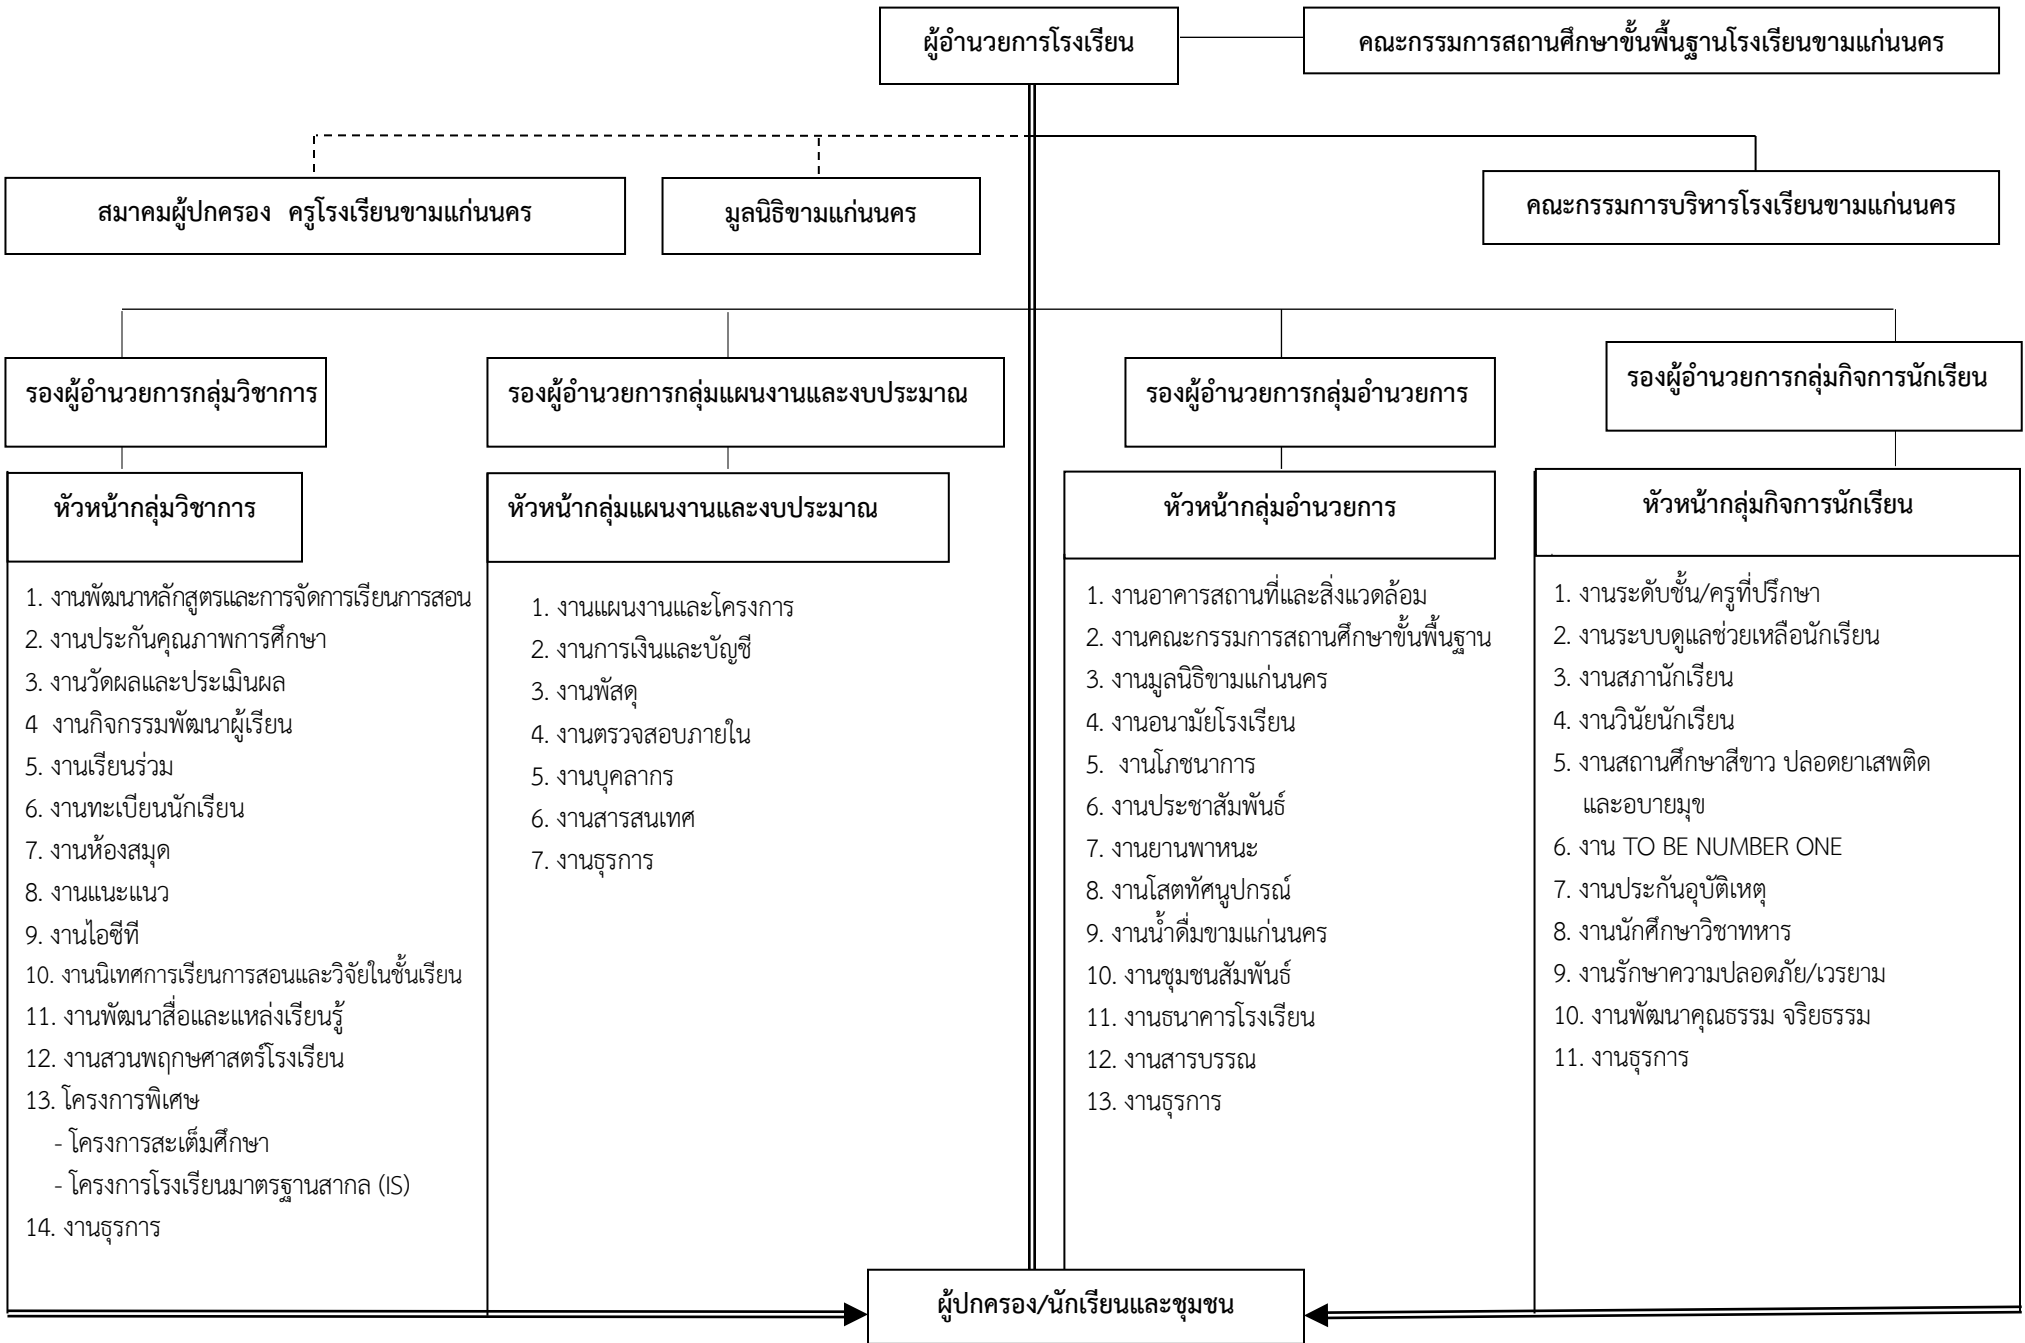 ผู้อำนวยการโรงเรียน
คณะกรรมการสถานศึกษาขั้นพื้นฐานโรงเรียนขามแก่นนคร
สมาคมผู้ปกครอง ครูโรงเรียนขามแก่นนคร
มูลนิธิขามแก่นนคร
คณะกรรมการบริหารโรงเรียนขามแก่นนคร
รองผู้อำนวยการกลุ่มวิชาการ
รองผู้อำนวยการกลุ่มแผนงานและงบประมาณ
รองผู้อำนวยการกลุ่มอำนวยการ
รองผู้อำนวยการกลุ่มกิจการนักเรียน
หัวหน้ากลุ่มวิชาการ
1. งานพัฒนาหลักสูตรและการจัดการเรียนการสอน
2. งานประกันคุณภาพการศึกษา
3. งานวัดผลและประเมินผล
4 งานกิจกรรมพัฒนาผู้เรียน
5. งานเรียนร่วม
6. งานทะเบียนนักเรียน
7. งานห้องสมุด
8. งานแนะแนว
9. งานไอซีที
10. งานนิเทศการเรียนการสอนและวิจัยในชั้นเรียน
11. งานพัฒนาสื่อและแหล่งเรียนรู้
12. งานสวนพฤกษศาสตร์โรงเรียน
13. โครงการพิเศษ
- โครงการสะเต็มศึกษา
- โครงการโรงเรียนมาตรฐานสากล (IS)
14. งานธุรการ
หัวหน้ากลุ่มแผนงานและงบประมาณ
1. งานแผนงานและโครงการ
2. งานการเงินและบัญชี
3. งานพัสดุ
4. งานตรวจสอบภายใน
5. งานบุคลากร
6. งานสารสนเทศ
7. งานธุรการ
หัวหน้ากลุ่มอำนวยการ
1. งานอาคารสถานที่และสิ่งแวดล้อม
2. งานคณะกรรมการสถานศึกษาขั้นพื้นฐาน
3. งานมูลนิธิขามแก่นนคร
4. งานอนามัยโรงเรียน
5. งานโภชนาการ
6. งานประชาสัมพันธ์
7. งานยานพาหนะ
8. งานโสตทัศนูปกรณ์
9. งานน้ำดื่มขามแก่นนคร
10. งานชุมชนสัมพันธ์
11. งานธนาคารโรงเรียน
12. งานสารบรรณ
13. งานธุรการ
หัวหน้ากลุ่มกิจการนักเรียน
1. งานระดับชั้น/ครูที่ปรึกษา
2. งานระบบดูแลช่วยเหลือนักเรียน
3. งานสภานักเรียน
4. งานวินัยนักเรียน
5. งานสถานศึกษาสีขาว ปลอดยาเสพติด
และอบายมุข
6. งาน TO BE NUMBER ONE
7. งานประกันอุบัติเหตุ
8. งานนักศึกษาวิชาทหาร
9. งานรักษาความปลอดภัย/เวรยาม
10. งานพัฒนาคุณธรรม จริยธรรม
11. งานธุรการ
ผู้ปกครอง/นักเรียนและชุมชน